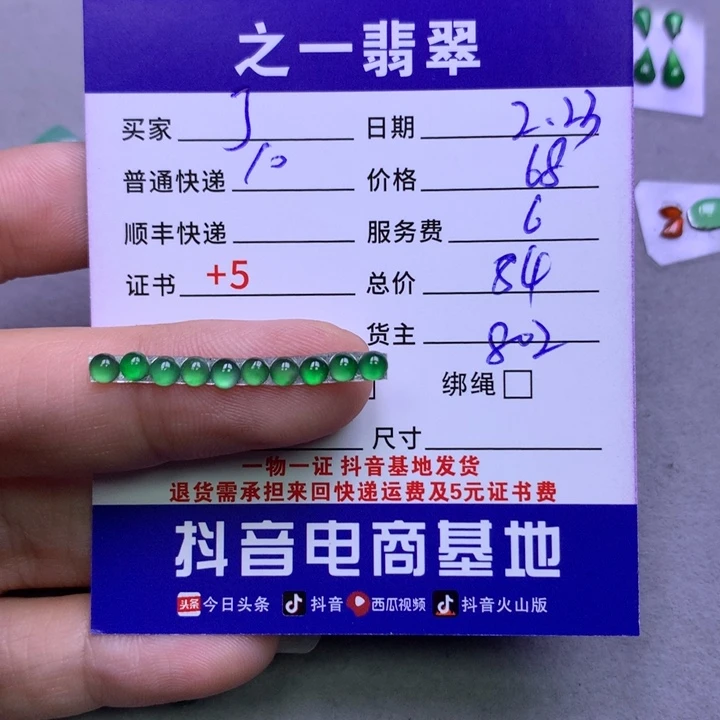 之一翡翠
买家 J 日期 2.23
普通快递 10 价格 68
顺丰快递 服务费 6
证书 +5 总价 84
货主 802
绑绳
尺寸
一物一证 抖音基地发货
退货需承担来回快递运费及5元证书费
抖音电商基地
头条 今日头条 抖音 西瓜视频 抖音火山版